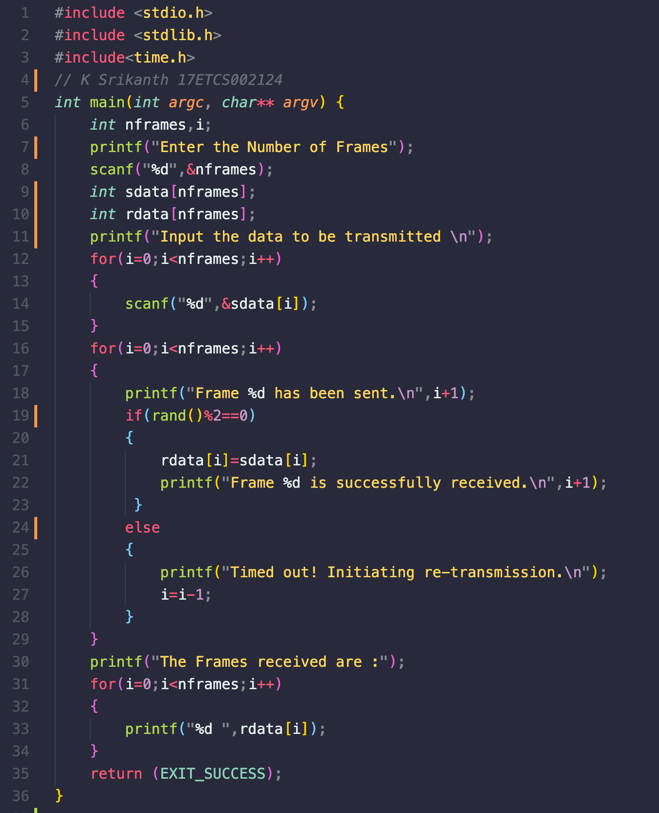 1 #include <stdio.h>
2 #include <stdlib.h>
3 #include<time.h>
4 // K Srikanth 17ETCS002124
5 int main(int argc, char** argv) {
6     int nframes,i;
7     printf("Enter the Number of Frames");
8     scanf("%d",&nframes);
9     int sdata[nframes];
10     int rdata[nframes];
11     printf("Input the data to be transmitted \n");
12     for(i=0;i<nframes;i++)
13     {
14         scanf("%d",&sdata[i]);
15     }
16     for(i=0;i<nframes;i++)
17     {
18         printf("Frame %d has been sent.\n",i+1);
19         if(rand()%2==0)
20         {
21             rdata[i]=sdata[i];
22             printf("Frame %d is successfully received.\n",i+1);
23          }
24         else
25         {
26             printf("Timed out! Initiating re-transmission.\n");
27             i=i-1;
28         }
29     }
30     printf("The Frames received are :");
31     for(i=0;i<nframes;i++)
32     {
33         printf("%d ",rdata[i]);
34     }
35     return (EXIT_SUCCESS);
36 }